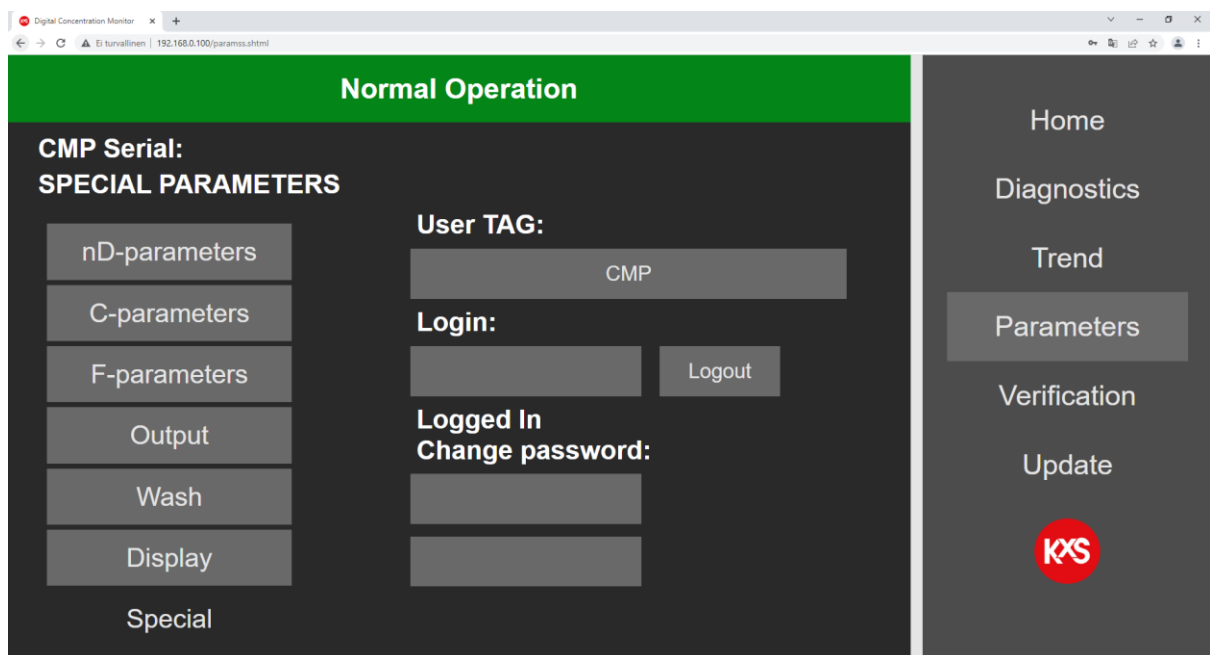 Digital Concentration Monitor
Ei turvallinen | 192.168.0.100/paramss.shtml
Normal Operation
CMP Serial:
SPECIAL PARAMETERS
nD-parameters
C-parameters
F-parameters
Output
Wash
Display
Special
User TAG:
CMP
Login:
Logout
Logged In
Change password:
Home
Diagnostics
Trend
Parameters
Verification
Update
KXS